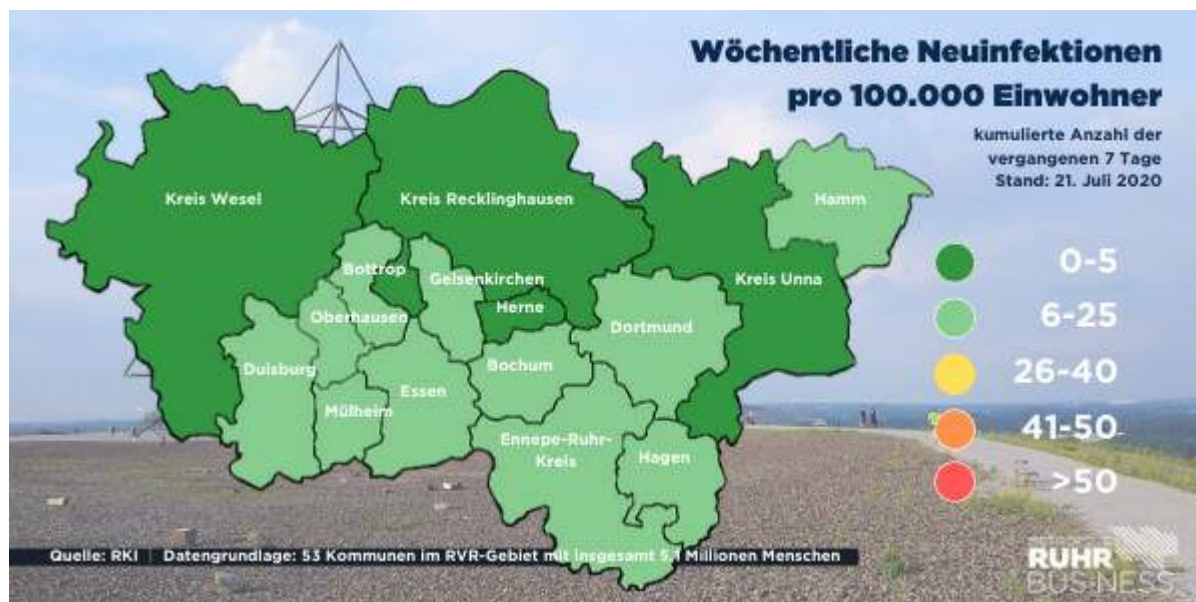 Wöchentliche Neuinfektionen
pro 100.000 Einwohner
kumulierte Anzahl der
vergangenen 7 Tage
Stand: 21. Juli 2020
Kreis Wesel
Kreis Recklinghausen
Hamm
Bottrop
Gelsenkirchen
Kreis Unna
Herne
Oberhausen
Dortmund
Duisburg
Bochum
Essen
Mülheim
Ennepe-Ruhr-
Kreis
Hagen
0-5
6-25
26-40
41-50
>50
Quelle: RKI | Datengrundlage: 53 Kommunen im RVR-Gebiet mit insgesamt 5,1 Millionen Menschen
RUHR
BUSINESS